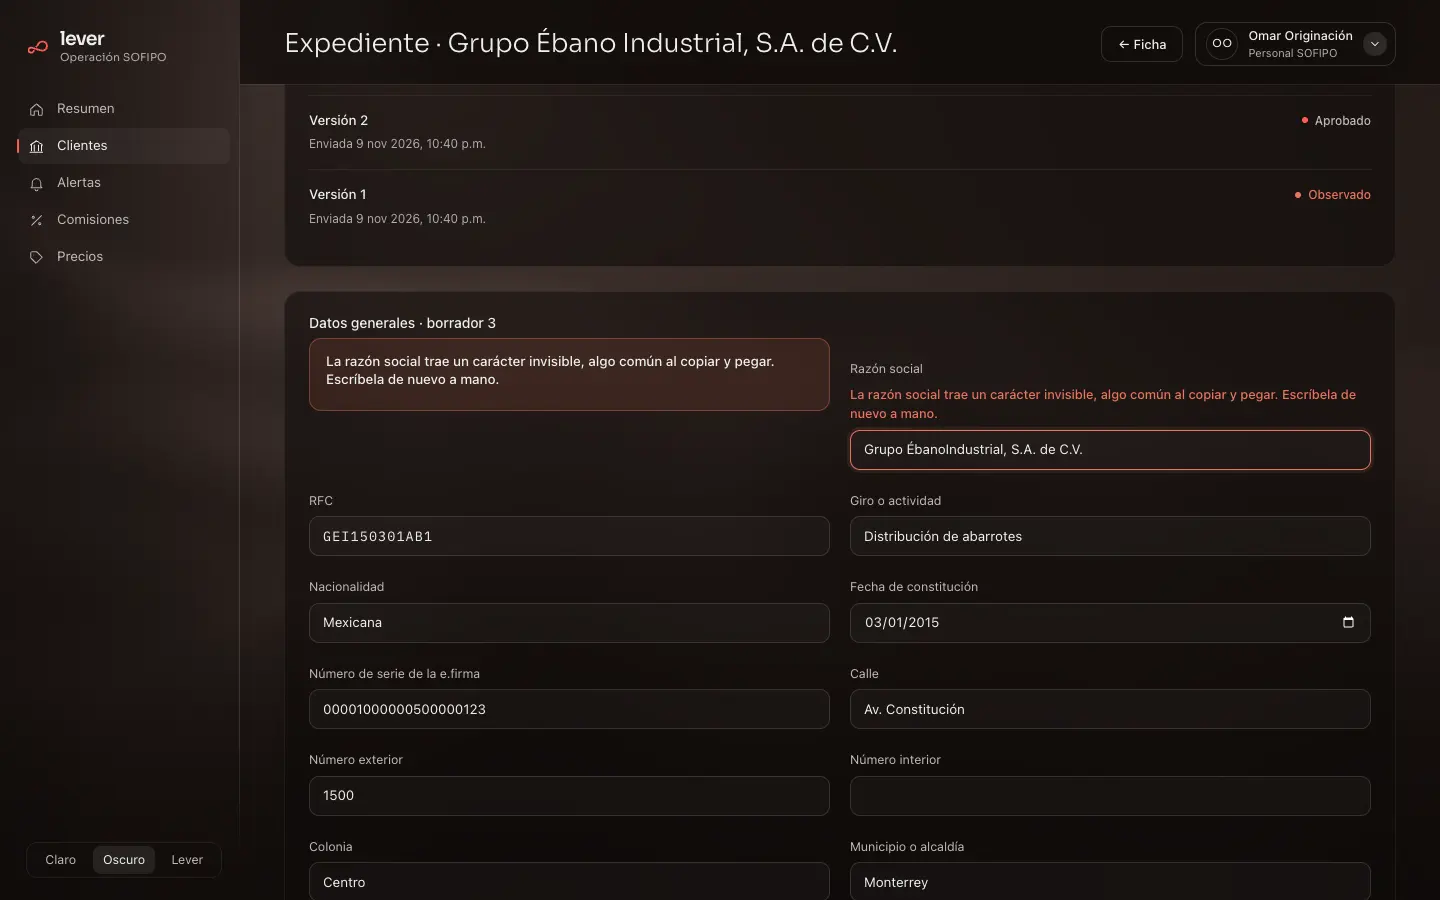 lever
Operación SOFIPO
Resumen
Clientes
Alertas
Comisiones
Precios
Claro
Oscuro
Lever
Expediente · Grupo Ébano Industrial, S.A. de C.V.
← Ficha
OO
Omar Originación
Personal SOFIPO
Versión 2
Enviada 9 nov 2026, 10:40 p.m.
Aprobado
Versión 1
Enviada 9 nov 2026, 10:40 p.m.
Observado
Datos generales · borrador 3
La razón social trae un carácter invisible, algo común al copiar y pegar.
Escríbela de nuevo a mano.
Razón social
La razón social trae un carácter invisible, algo común al copiar y pegar. Escríbela de
nuevo a mano.
Grupo ÉbanoIndustrial, S.A. de C.V.
RFC
GEI150301AB1
Giro o actividad
Distribución de abarrotes
Nacionalidad
Mexicana
Fecha de constitución
03/01/2015
Número de serie de la e.firma
00001000000500000123
Calle
Av. Constitución
Número exterior
1500
Número interior
Colonia
Centro
Municipio o alcaldía
Monterrey